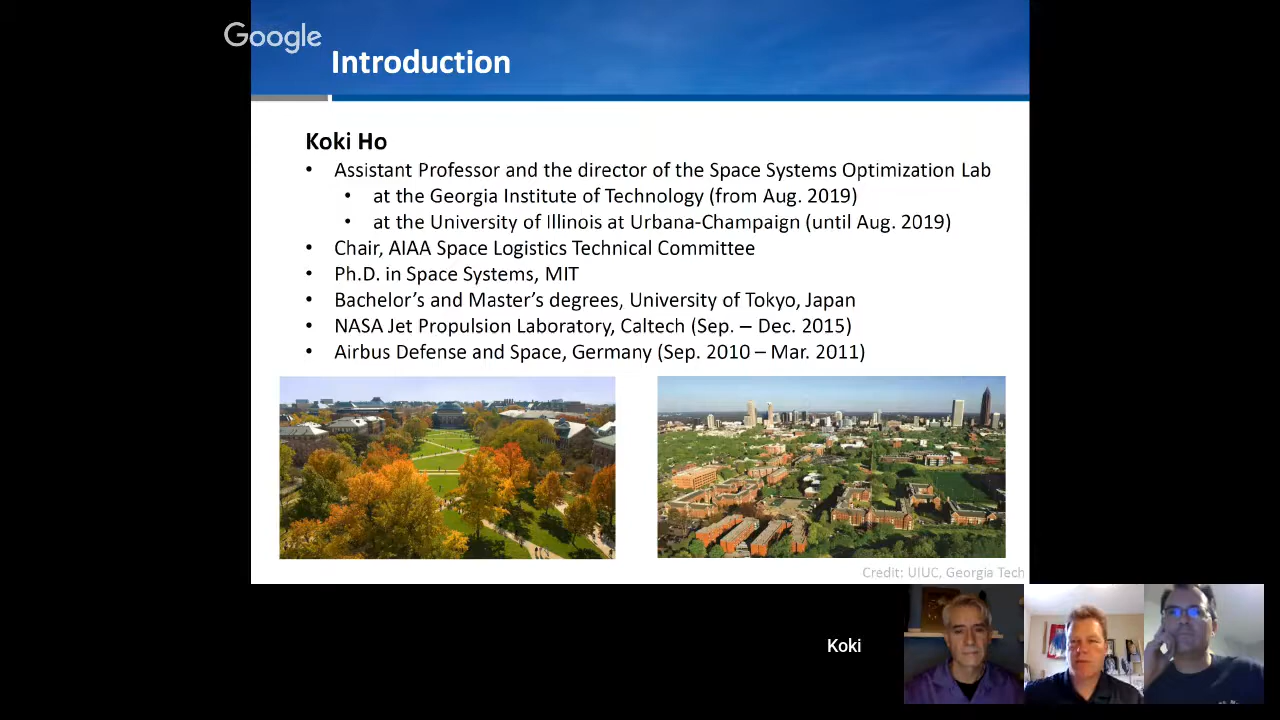 Google
Introduction
Koki Ho
• Assistant Professor and the director of the Space Systems Optimization Lab
• at the Georgia Institute of Technology (from Aug. 2019)
• at the University of Illinois at Urbana-Champaign (until Aug. 2019)
• Chair, AIAA Space Logistics Technical Committee
• Ph.D. in Space Systems, MIT
• Bachelor’s and Master’s degrees, University of Tokyo, Japan
• NASA Jet Propulsion Laboratory, Caltech (Sep. – Dec. 2015)
• Airbus Defense and Space, Germany (Sep. 2010 – Mar. 2011)
Credit: UIUC, Georgia Tech
Koki